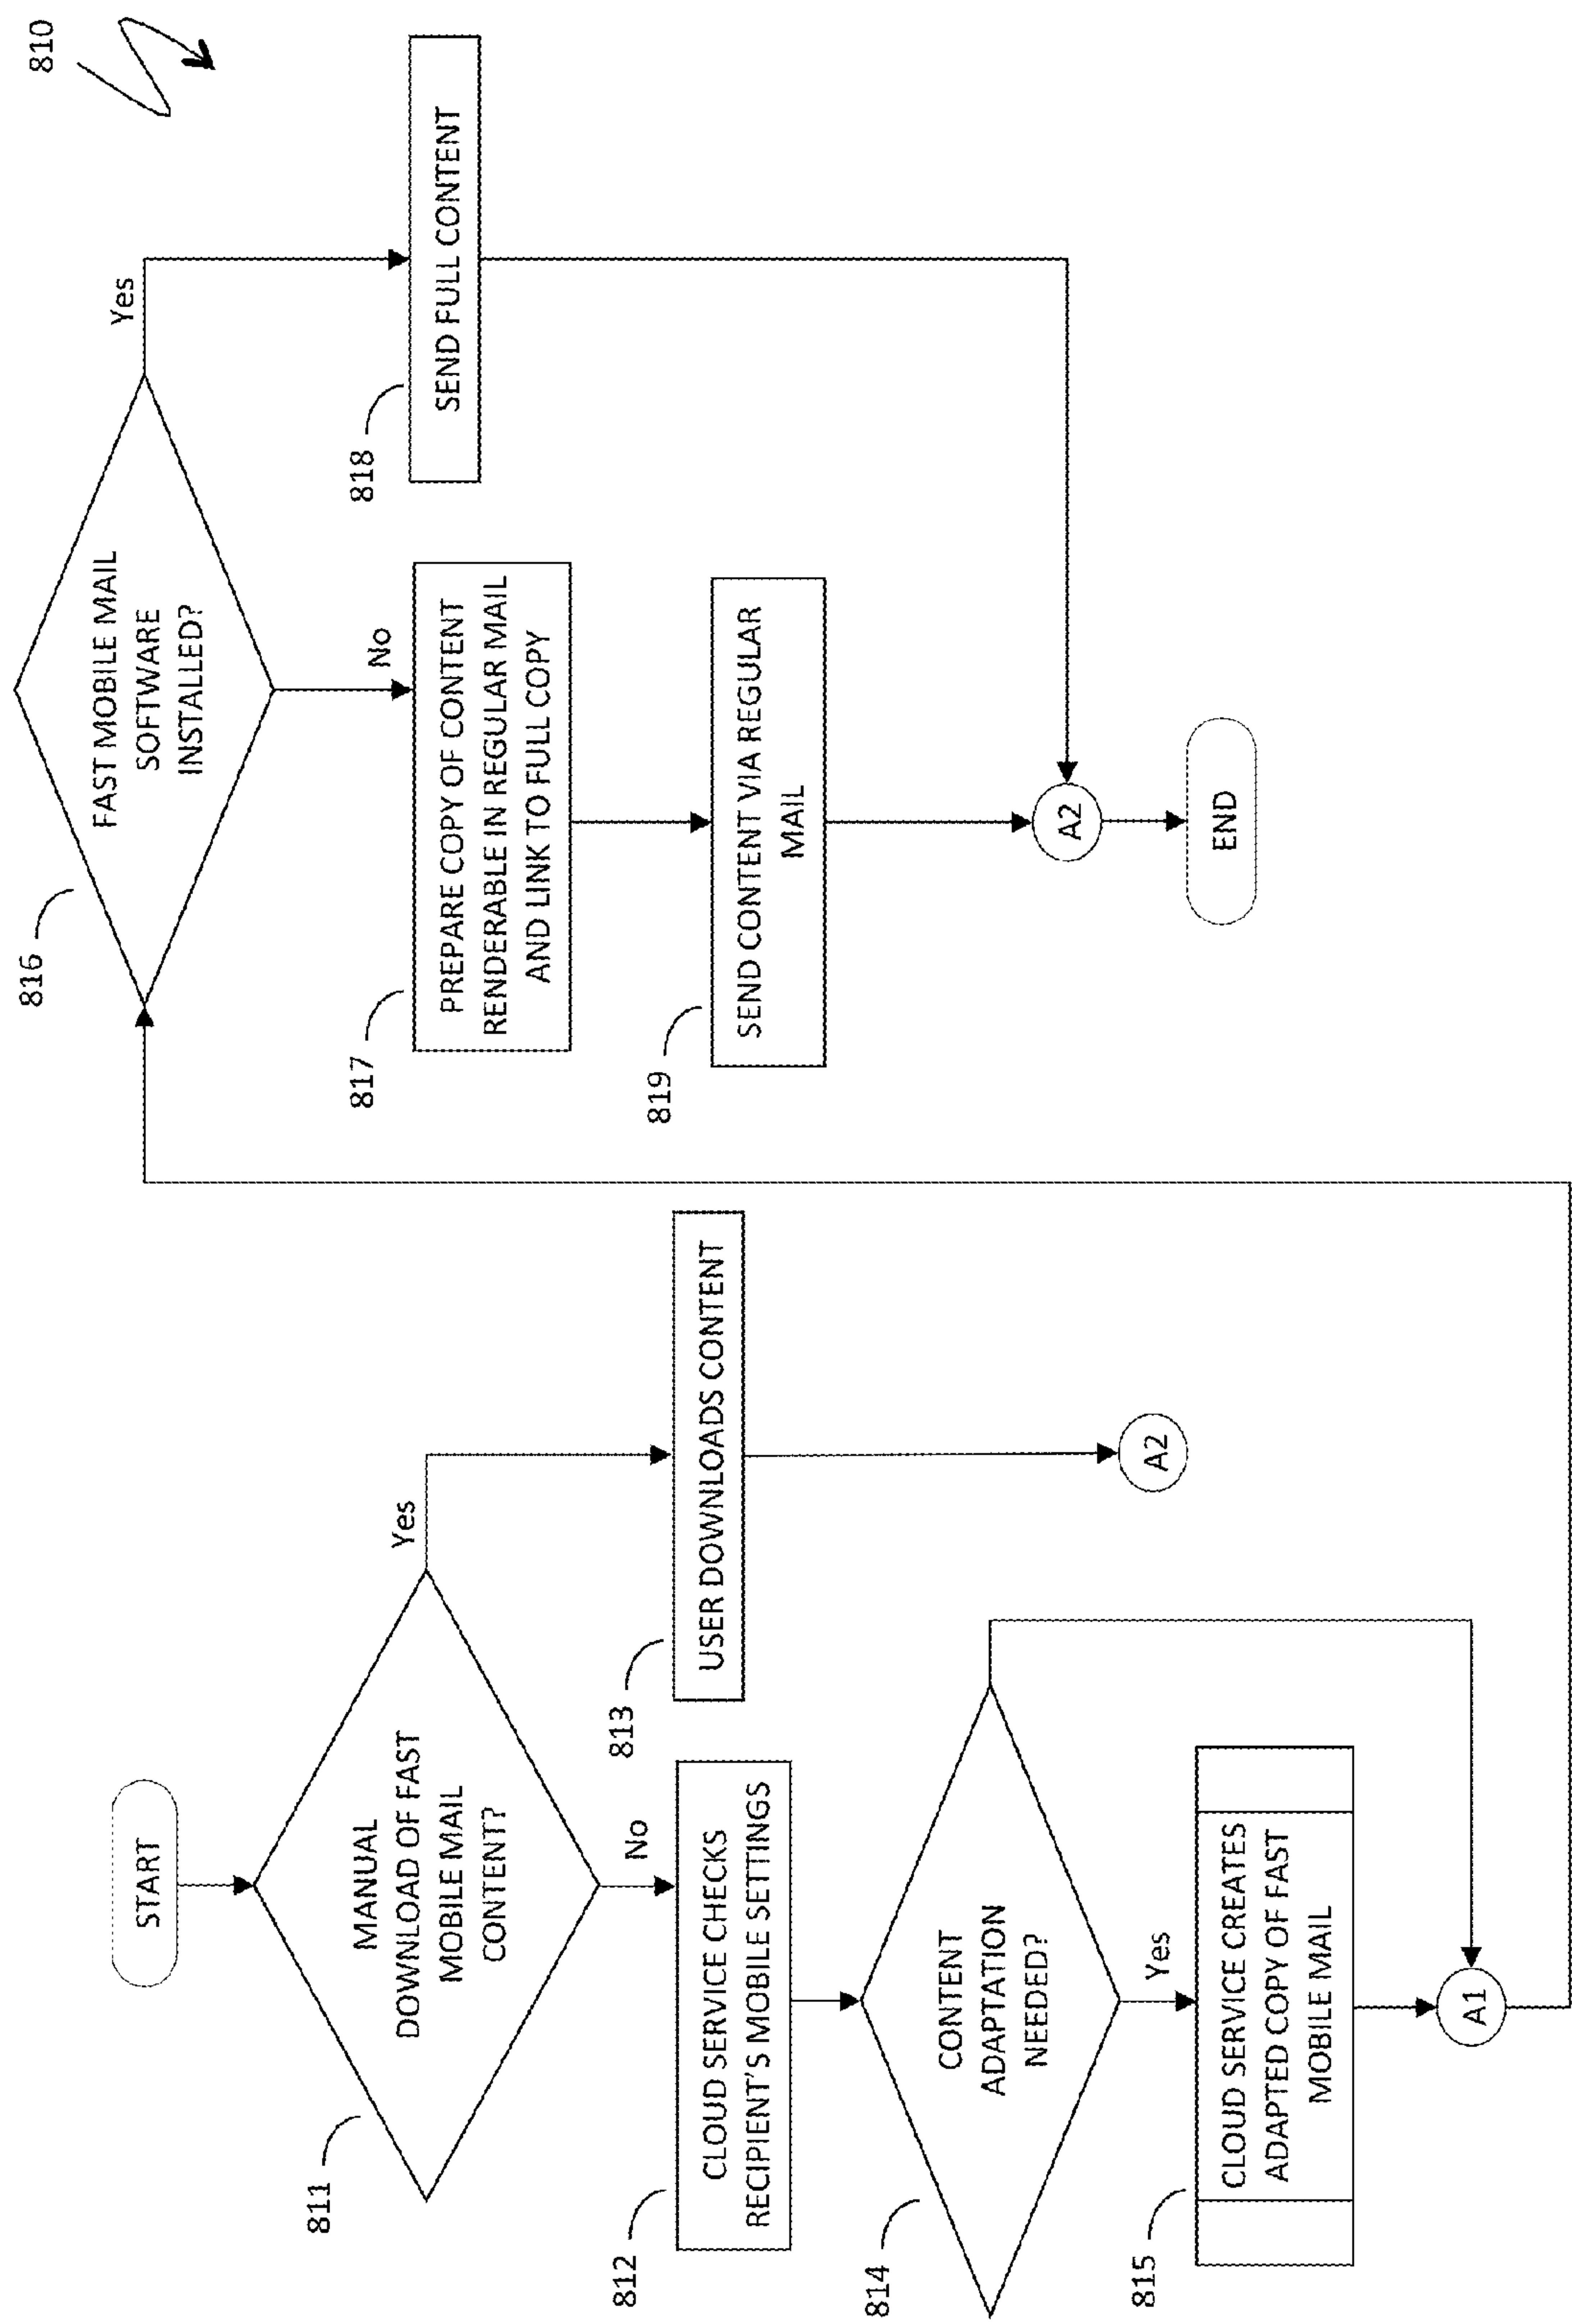 810
START
811
MANUAL
DOWNLOAD OF FAST
MOBILE MAIL
CONTENT?
Yes
No
812
CLOUD SERVICE CHECKS
RECIPIENT'S MOBILE SETTINGS
813
USER DOWNLOADS CONTENT
A2
814
CONTENT
ADAPTATION
NEEDED?
Yes
815
CLOUD SERVICE CREATES
ADAPTED COPY OF FAST
MOBILE MAIL
A1
816
FAST MOBILE MAIL
SOFTWARE
INSTALLED?
Yes
No
817
PREPARE COPY OF CONTENT
RENDERABLE IN REGULAR MAIL
AND LINK TO FULL COPY
818
SEND FULL CONTENT
819
SEND CONTENT VIA REGULAR
MAIL
A2
END